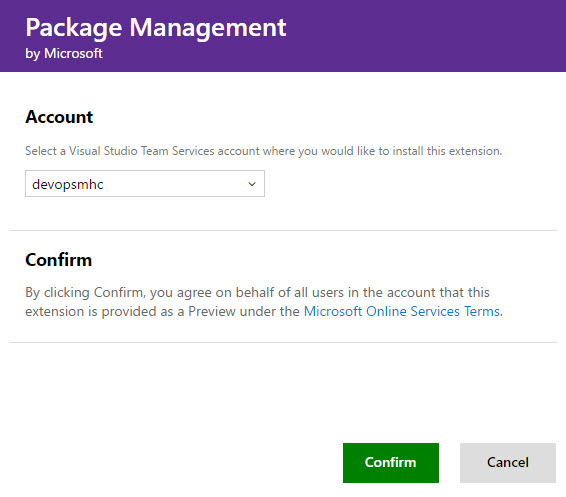 Package Management
by Microsoft
Account
Select a Visual Studio Team Services account where you would like to install this extension.
devopsmhc
Confirm
By clicking Confirm, you agree on behalf of all users in the account that this
extension is provided as a Preview under the Microsoft Online Services Terms.
Confirm
Cancel